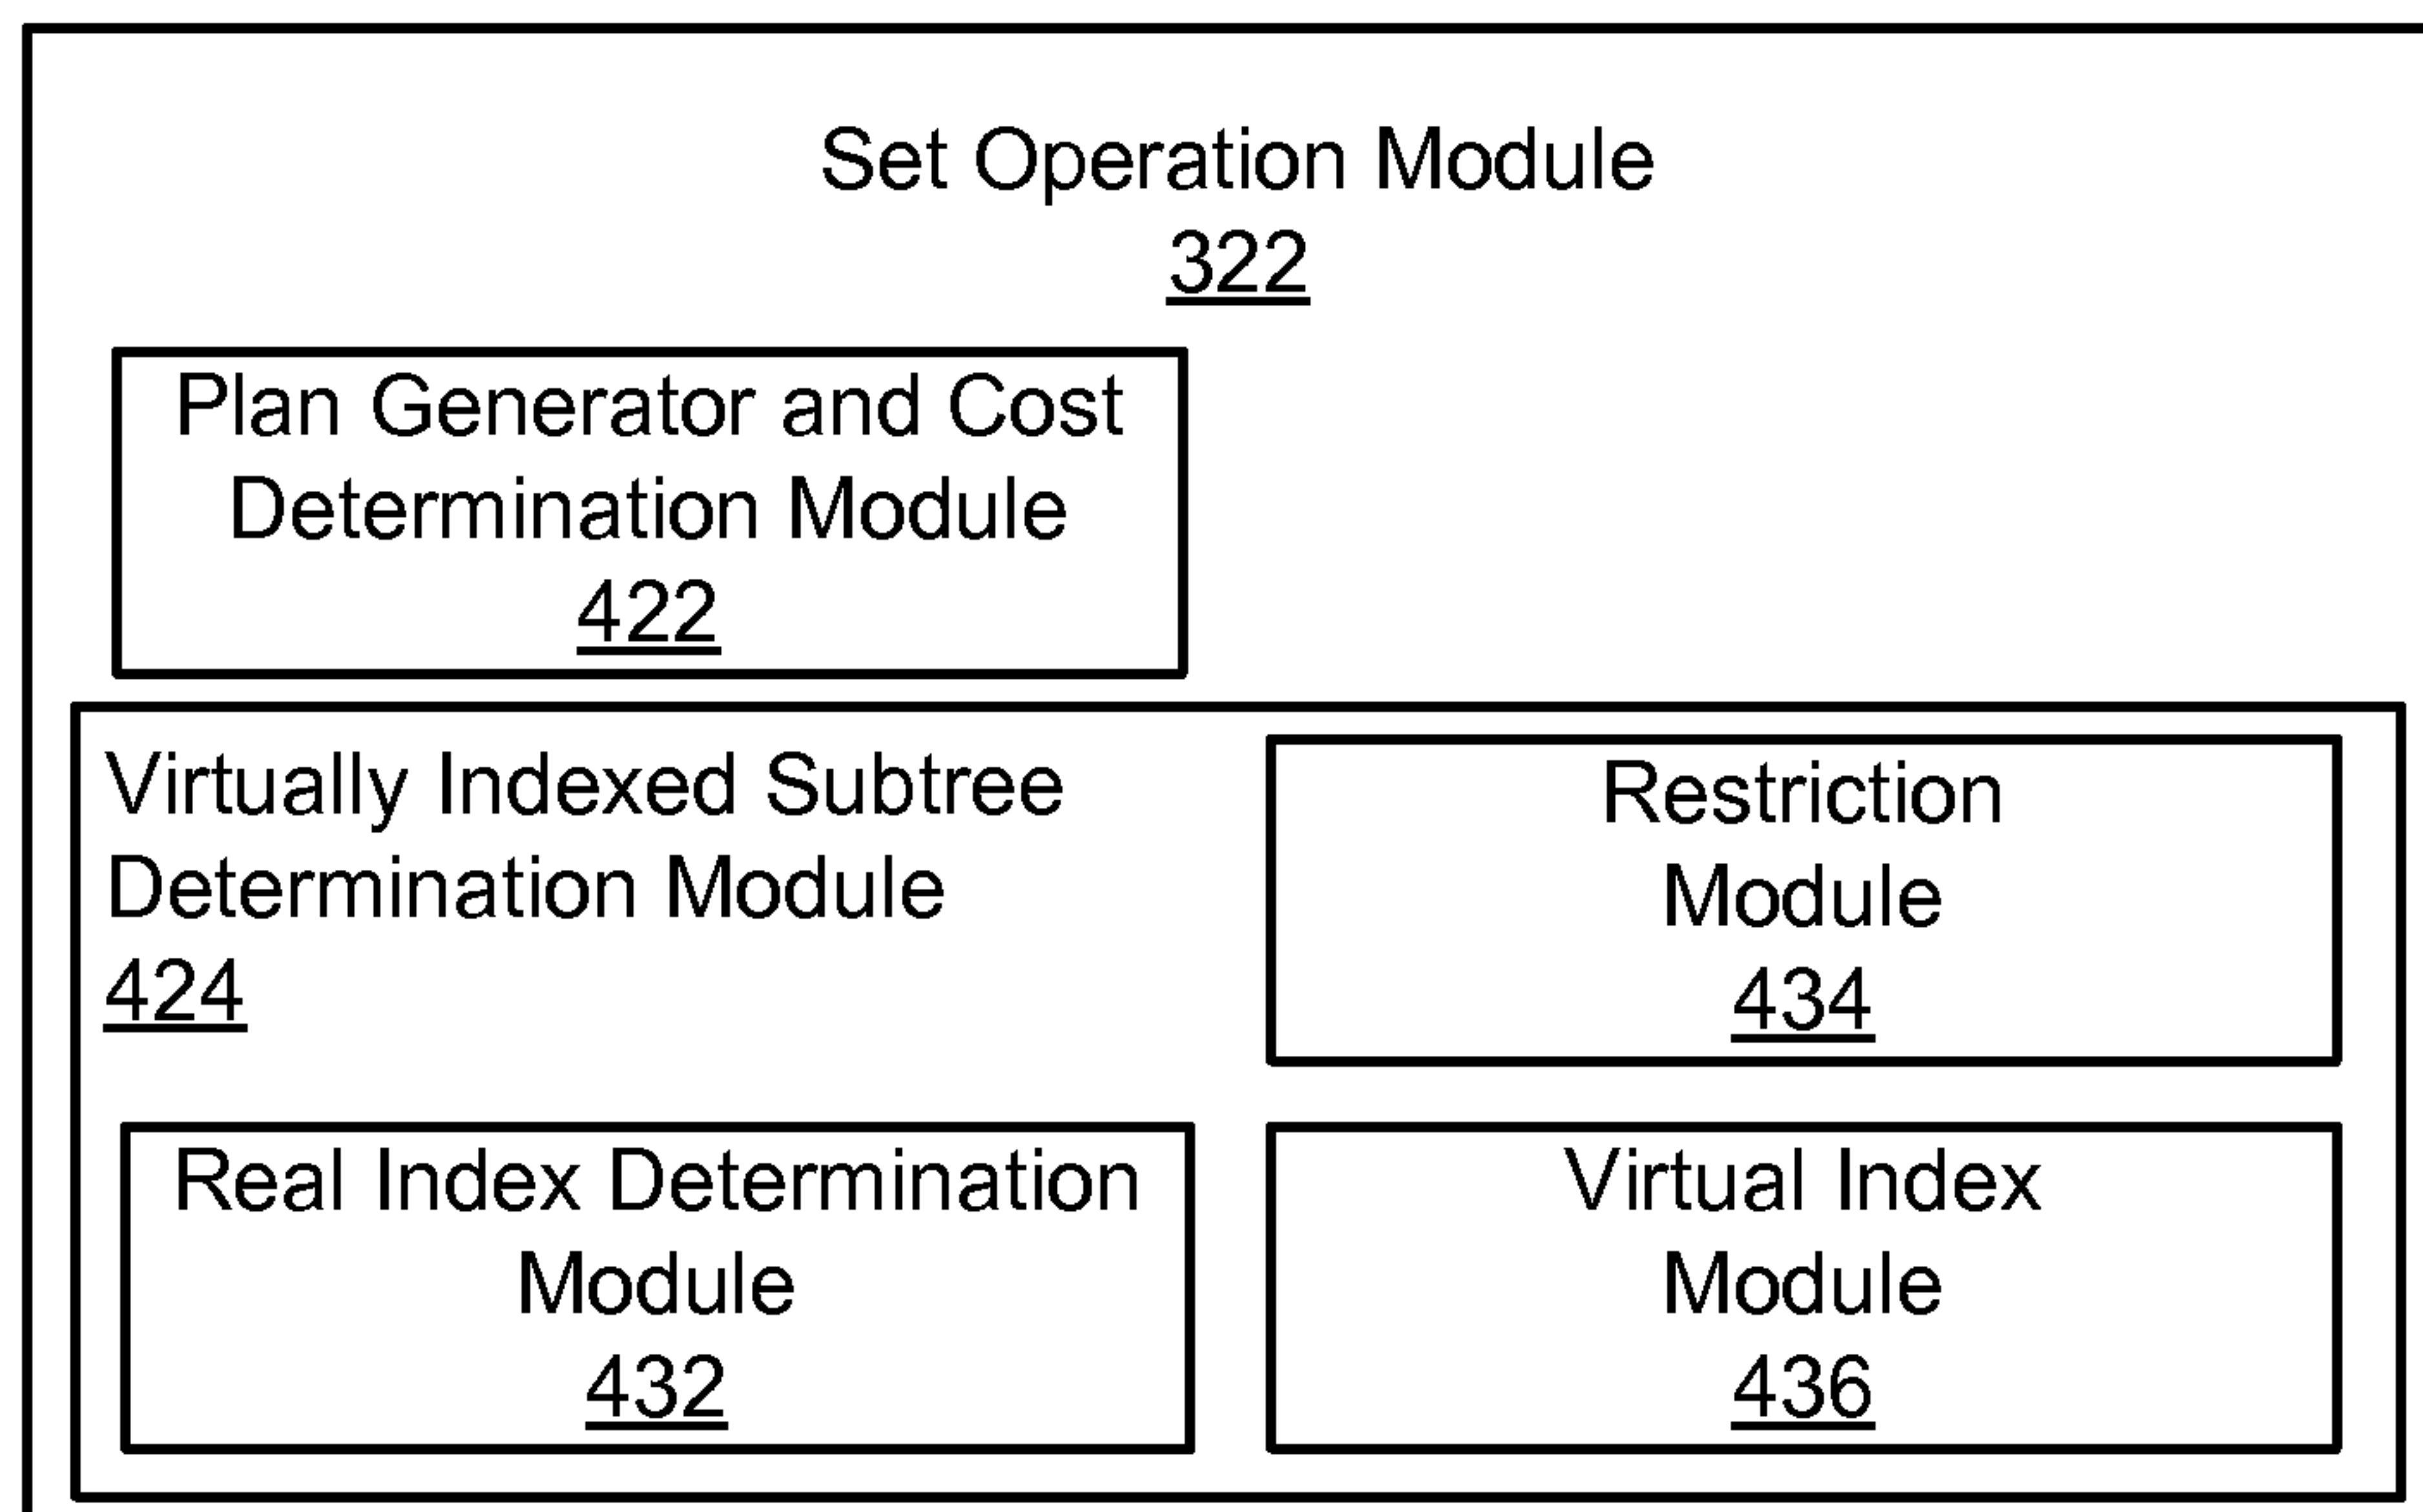 Set Operation Module
322
Plan Generator and Cost
Determination Module
422
Virtually Indexed Subtree
Determination Module
424
Restriction
Module
434
Real Index Determination
Module
432
Virtual Index
Module
436